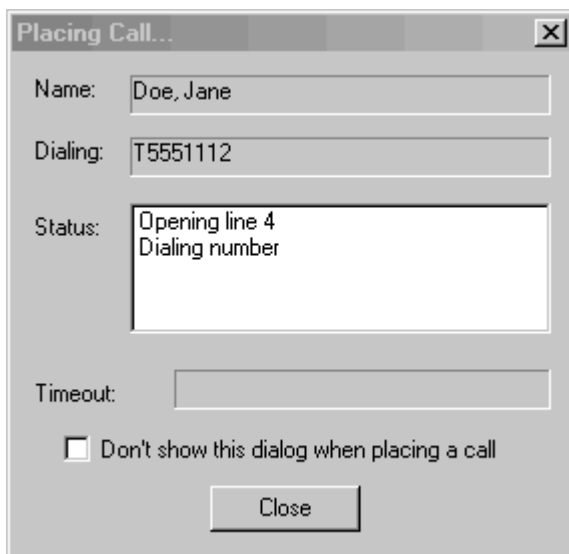 Placing Call...
Name: Doe, Jane
Dialing: T5551112
Status: Opening line 4
Dialing number
Timeout:
Don't show this dialog when placing a call
Close